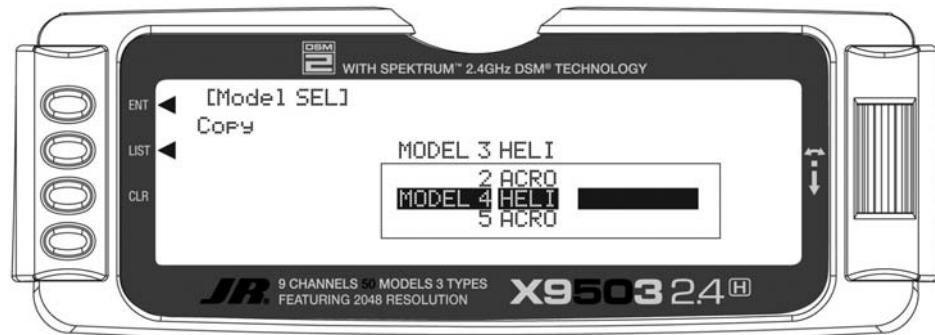 DSM
2
WITH SPEKTRUM™ 2.4GHz DSM® TECHNOLOGY
ENT
[Model SEL]
Copy
LIST
MODEL 3 HELI
2 ACRO
CLR
MODEL 4 HELI
5 ACRO
JR. 9 CHANNELS 50 MODELS 3 TYPES
FEATURING 2048 RESOLUTION
X9503 2.4 H